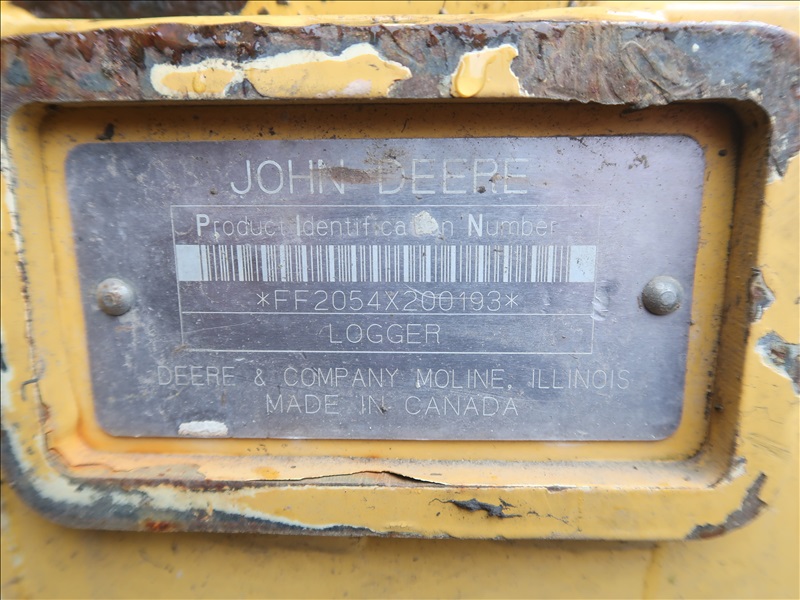 JOHN DEERE
Product Identification Number
*FF2054X200193*
LOGGER
DEERE & COMPANY MOLINE, ILLINOIS
MADE IN CANADA